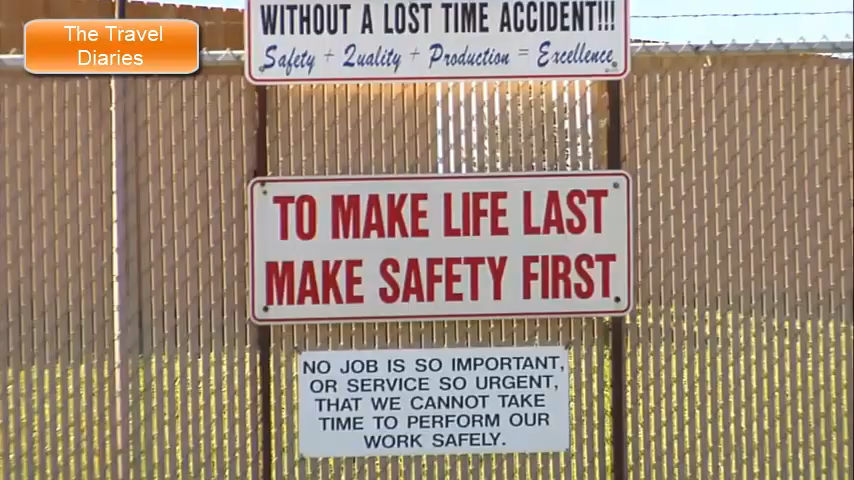 The Travel
Diaries
WITHOUT A LOST TIME ACCIDENT!!!
Safety + Quality + Production = Excellence
TO MAKE LIFE LAST
MAKE SAFETY FIRST
NO JOB IS SO IMPORTANT,
OR SERVICE SO URGENT,
THAT WE CANNOT TAKE
TIME TO PERFORM OUR
WORK SAFELY.